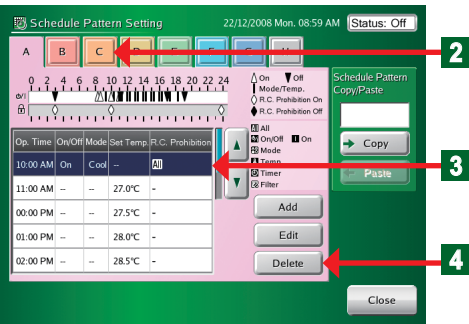 Schedule Pattern Setting 22/12/2008 Mon. 08:59 AM Status: Off
A B C D E F G H
2
0 2 4 6 8 10 12 14 16 18 20 22 24
On Off
Mode/Temp.
R.C. Prohibition On
R.C. Prohibition Off
All All
On/Off On
Mode
Temp.
Timer
Filter
Schedule Pattern
Copy/Paste
Copy
Paste
3
Op. Time On/Off Mode Set Temp. R.C. Prohibition
10:00 AM On Cool -- All
11:00 AM -- -- 27.0°C -
00:00 PM -- -- 27.5°C -
01:00 PM -- -- 28.0°C -
02:00 PM -- -- 28.5°C -
Add
Edit
Delete
4
Close